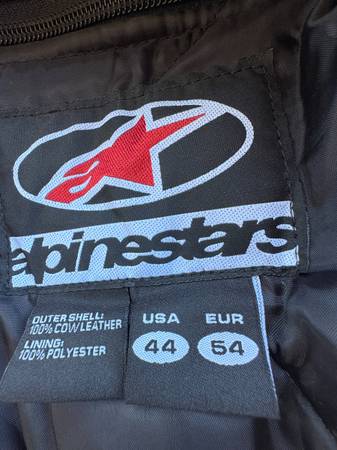 alpinestars
OUTER SHELL:
100% COW LEATHER
LINING:
100% POLYESTER
USA EUR
44 54